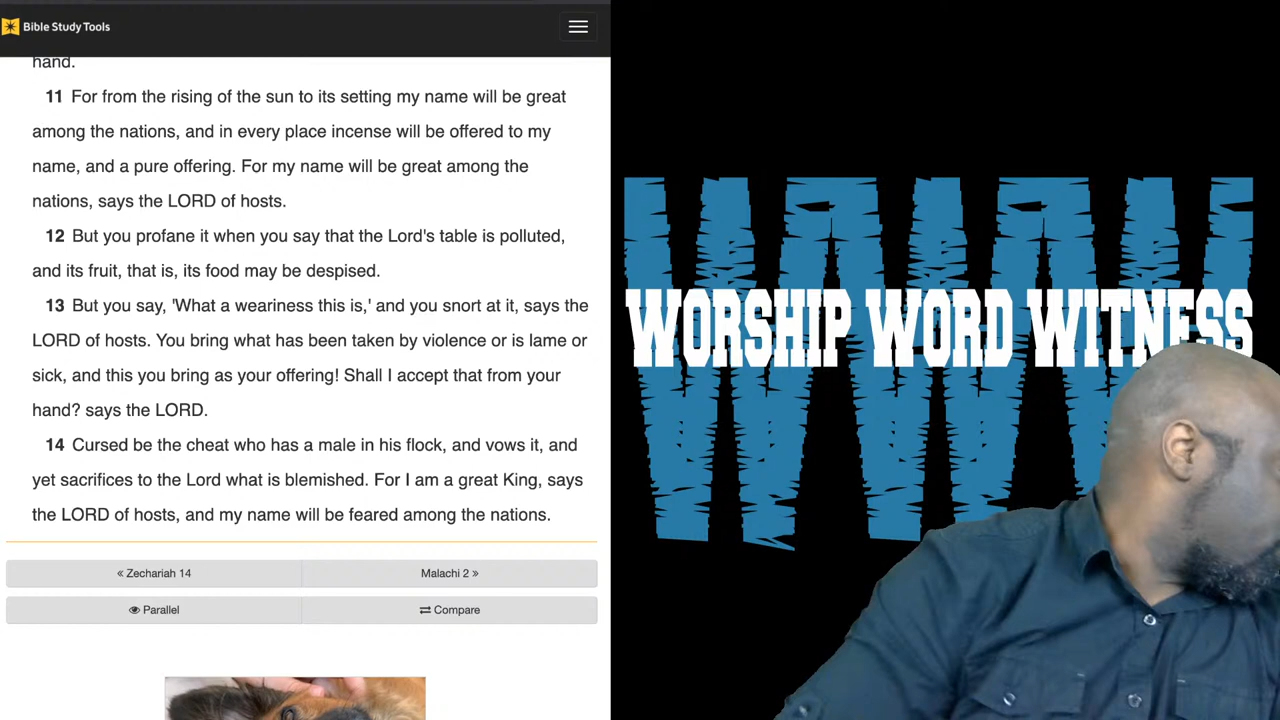 Bible Study Tools
hand.
11 For from the rising of the sun to its setting my name will be great
among the nations, and in every place incense will be offered to my
name, and a pure offering. For my name will be great among the
nations, says the LORD of hosts.
12 But you profane it when you say that the Lord's table is polluted,
and its fruit, that is, its food may be despised.
13 But you say, 'What a weariness this is,' and you snort at it, says the
LORD of hosts. You bring what has been taken by violence or is lame or
sick, and this you bring as your offering! Shall I accept that from your
hand? says the LORD.
14 Cursed be the cheat who has a male in his flock, and vows it, and
yet sacrifices to the Lord what is blemished. For I am a great King, says
the LORD of hosts, and my name will be feared among the nations.
« Zechariah 14
Malachi 2 »
Parallel
Compare
WWW
WORSHIP WORD WITNESS